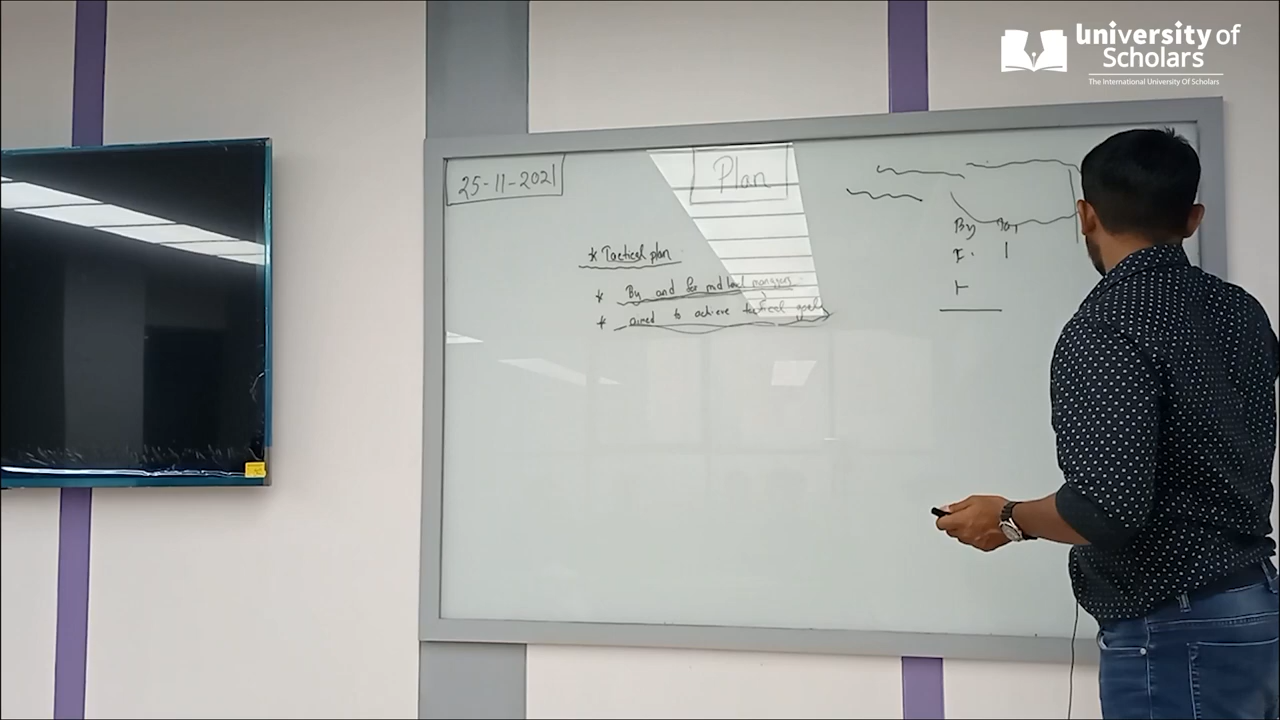 University of
Scholars
The International University Of Scholars
25-11-2021
Plan
* Tactical plan
* By and for mid level managers
* aimed to achieve tactical goals
By